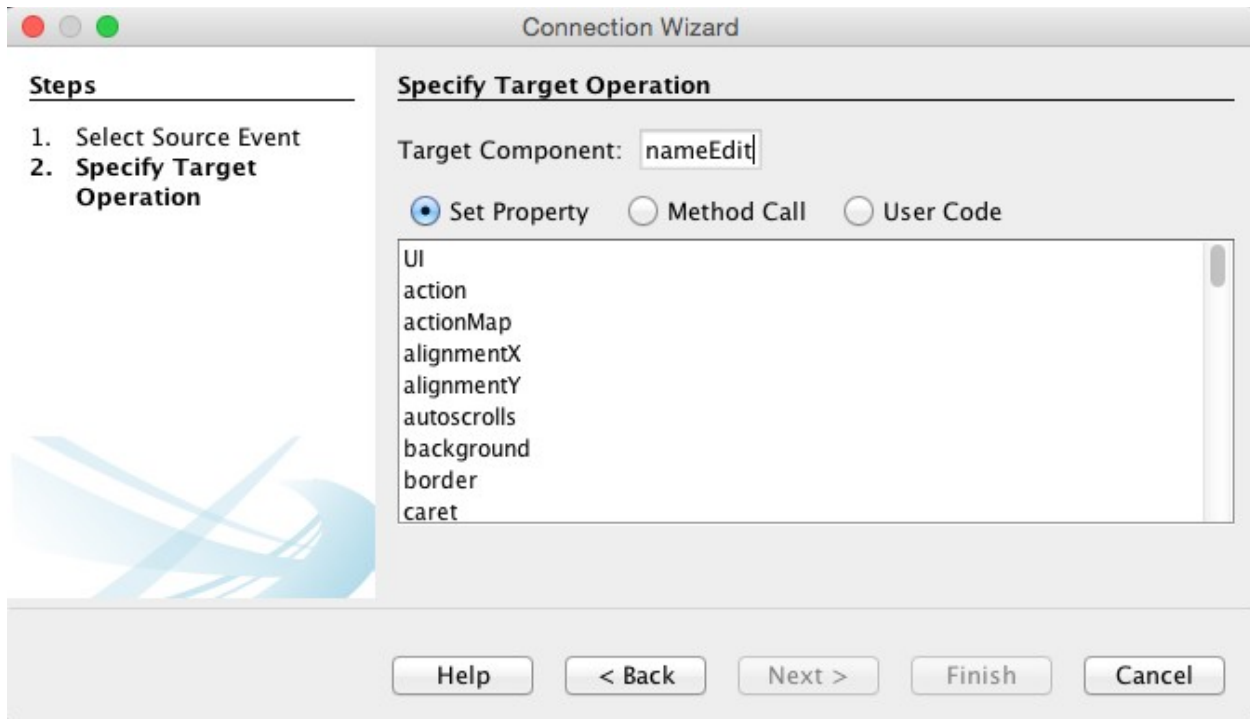 Connection Wizard
Steps
1. Select Source Event
2. Specify Target
Operation
Specify Target Operation
Target Component: nameEdit
Set Property Method Call User Code
UI
action
actionMap
alignmentX
alignmentY
autoscrolls
background
border
caret
Help < Back Next > Finish Cancel